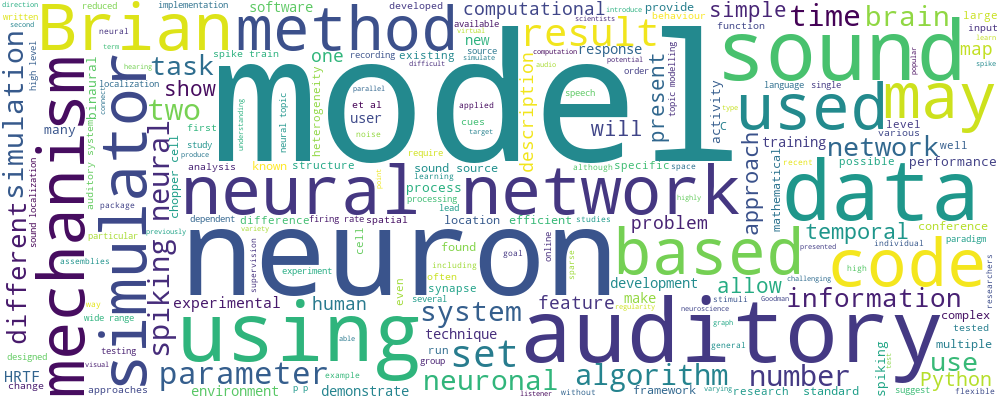 direction
second
neural
implementation
reduced
written
term
high level
hearing
Brian
developed
software
spike train
method
computational
recording
existing
one
new
response
difficult
available
source
simulate
virtual
scientists
computation
potential
order
audio
introduce
behaviour
provide
result
simple
function
sound
time
brain
large
input
map
learn
spike
popular
different
simulation
many
connected
localization
binaural
task
show
two
auditory system
understanding
heterogeneity
neural topic
model
parallel
et al
user
noise
applied
cues
target
speech
description
will
present
topic modelling
activity
type
language
single
used
may
level
various
training
network
well
mechanism
simulator
sound localization
first
study
produce
analysis
known
structure
chopper cell
require
sound source
learning
process
processing
lead
although
specific
space
recent
possible
performance
neural network
count
highly
approach
mathematical
data
spiking neural
package
dependent
difference
variety
firing rate
spatial
location
efficient
studies
problem
temporal
conference
paradigm
previously
particular
assemblies
way
wide range
supervision
experiment
neuron
cell
found
often
including
synapse
several
goal
online
sparse
based
presented
individual
high
challenging
code
researchers
development
allow
experimental
using
human
able
even
system
technique
run
group
feature
make
regularity
stimuli
neuroscience
graph
general
Goodman
information
complex
tested
multiple
auditory
designed
testing
visual
HRTF
change
approaches
parameter
environment
P P
example
demonstrate
neuronal
set
listener
without
algorithm
framework
varying
research
number
standard
spiking
test
suggest
use
Python
flexible